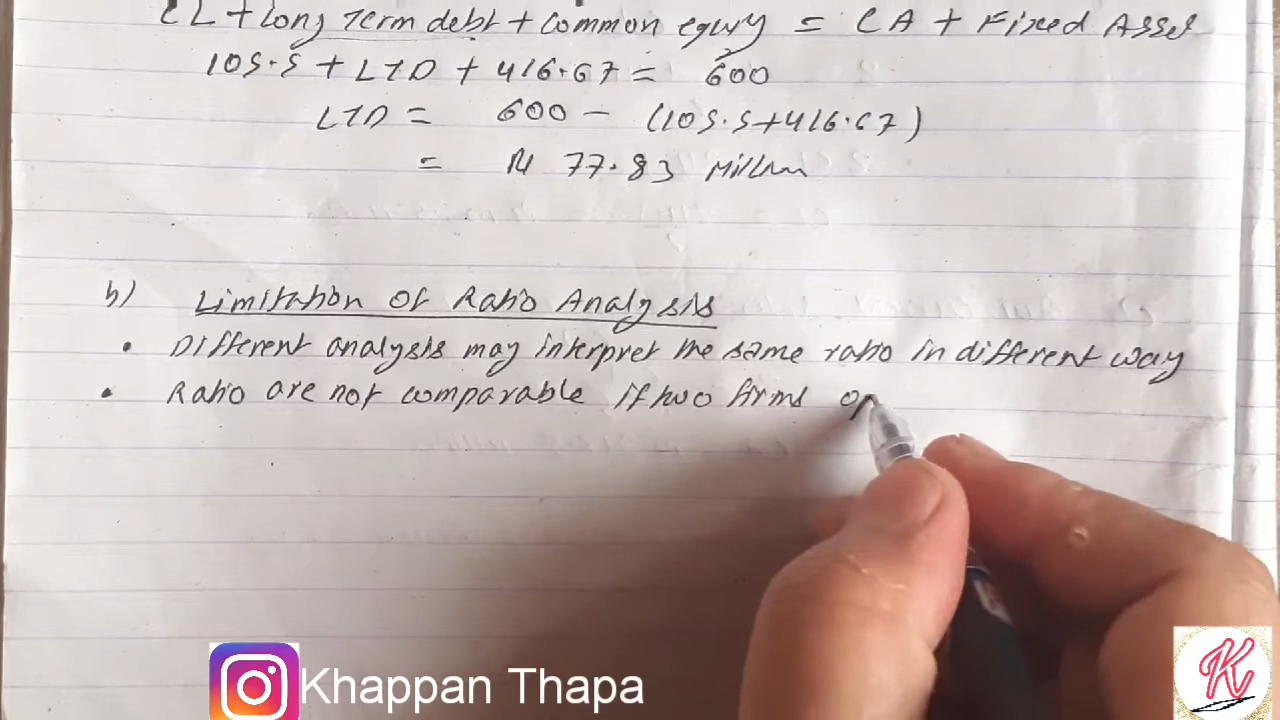 CL + Long Term debt + Common equity = CA + Fixed Asset
105.5 + LTD + 416.67 = 600
LTD = 600 - (105.5+416.67)
= Rs 77.83 Million
b) Limitation of Ratio Analysis
• Different analysis may interpret the same ratio in different way
• Ratio are not comparable if two firms op
Khappan Thapa
K